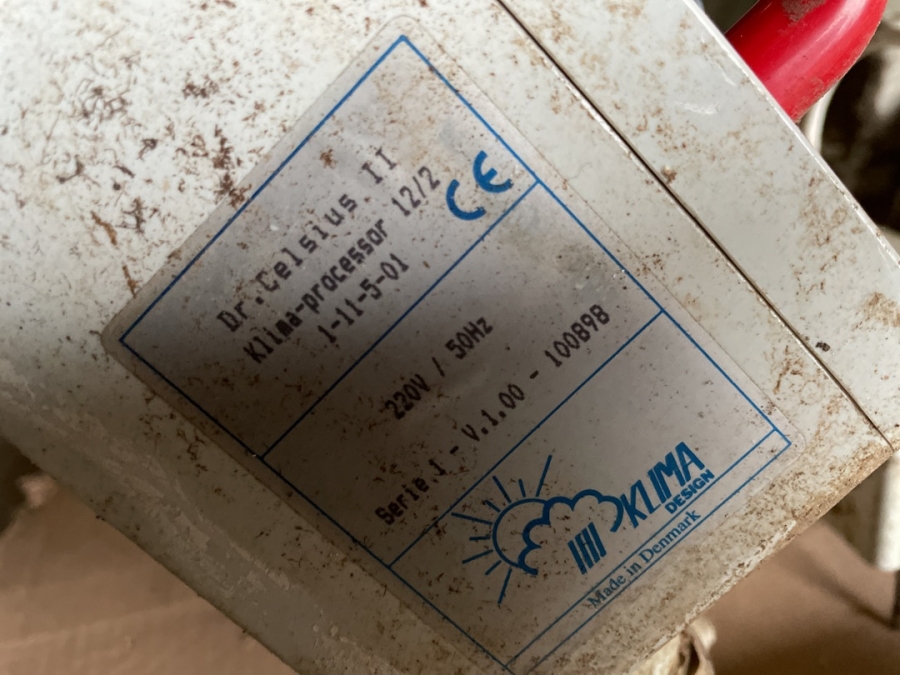 Dr.Celsius II
Klima-processor 12/2
1-11-5-01
CE
220V / 50Hz
Serie I - V.1.00 - 100898
KLIMA
DESIGN
Made in Denmark